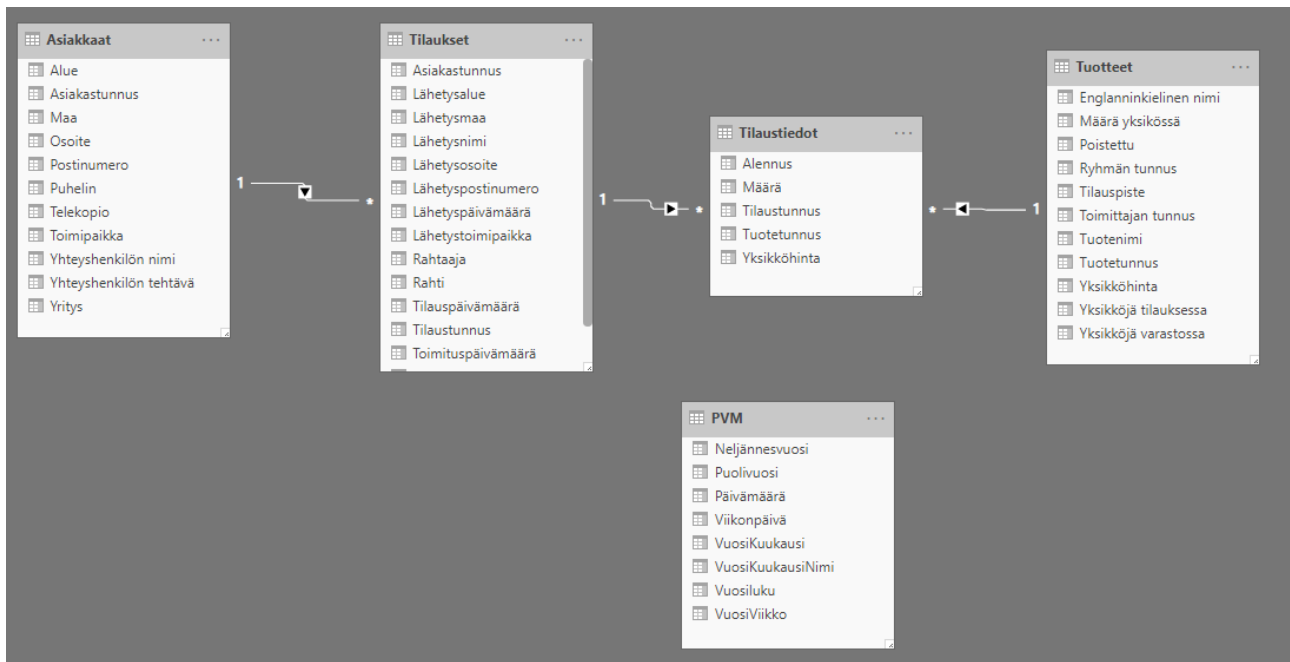 Asiakkaat ...
Alue
Asiakastunnus
Maa
Osoite
Postinumero
Puhelin
Telekopio
Toimipaikka
Yhteyshenkilön nimi
Yhteyshenkilön tehtävä
Yritys
1
*
Tilaukset ...
Asiakastunnus
Lähetysalue
Lähetysmaa
Lähetysnimi
Lähetysosoite
Lähetyspostinumero
Lähetyspäivämäärä
Lähetystoimipaikka
Rahtaaja
Rahti
Tilauspäivämäärä
Tilaustunnus
Toimituspäivämäärä
1
*
Tilaustiedot ...
Alennus
Määrä
Tilaustunnus
Tuotetunnus
Yksikköhinta
*
1
Tuotteet ...
Englanninkielinen nimi
Määrä yksikössä
Poistettu
Ryhmän tunnus
Tilauspiste
Toimittajan tunnus
Tuotenimi
Tuotetunnus
Yksikköhinta
Yksikköjä tilauksessa
Yksikköjä varastossa
PVM ...
Neljännesvuosi
Puolivuosi
Päivämäärä
Viikonpäivä
VuosiKuukausi
VuosiKuukausiNimi
Vuosiluku
VuosiViikko